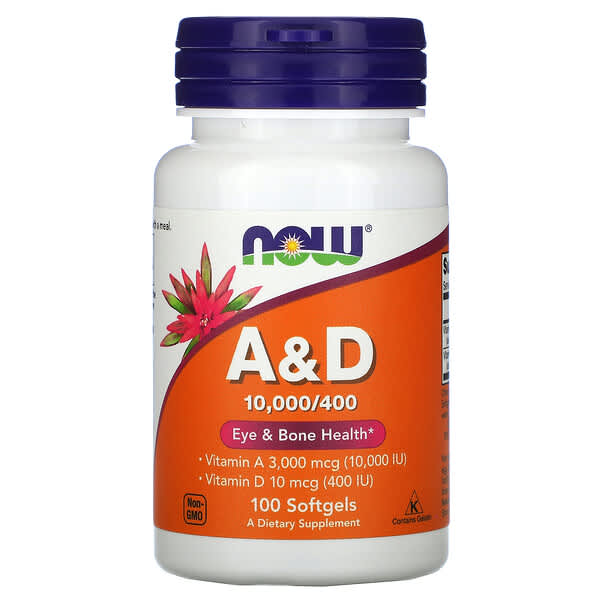 h a meal.
now®
A&D
10,000/400
Eye & Bone Health*
• Vitamin A 3,000 mcg (10,000 IU)
• Vitamin D 10 mcg (400 IU)
100 Softgels
A Dietary Supplement
Non-
GMO
K
Contains Gelatin